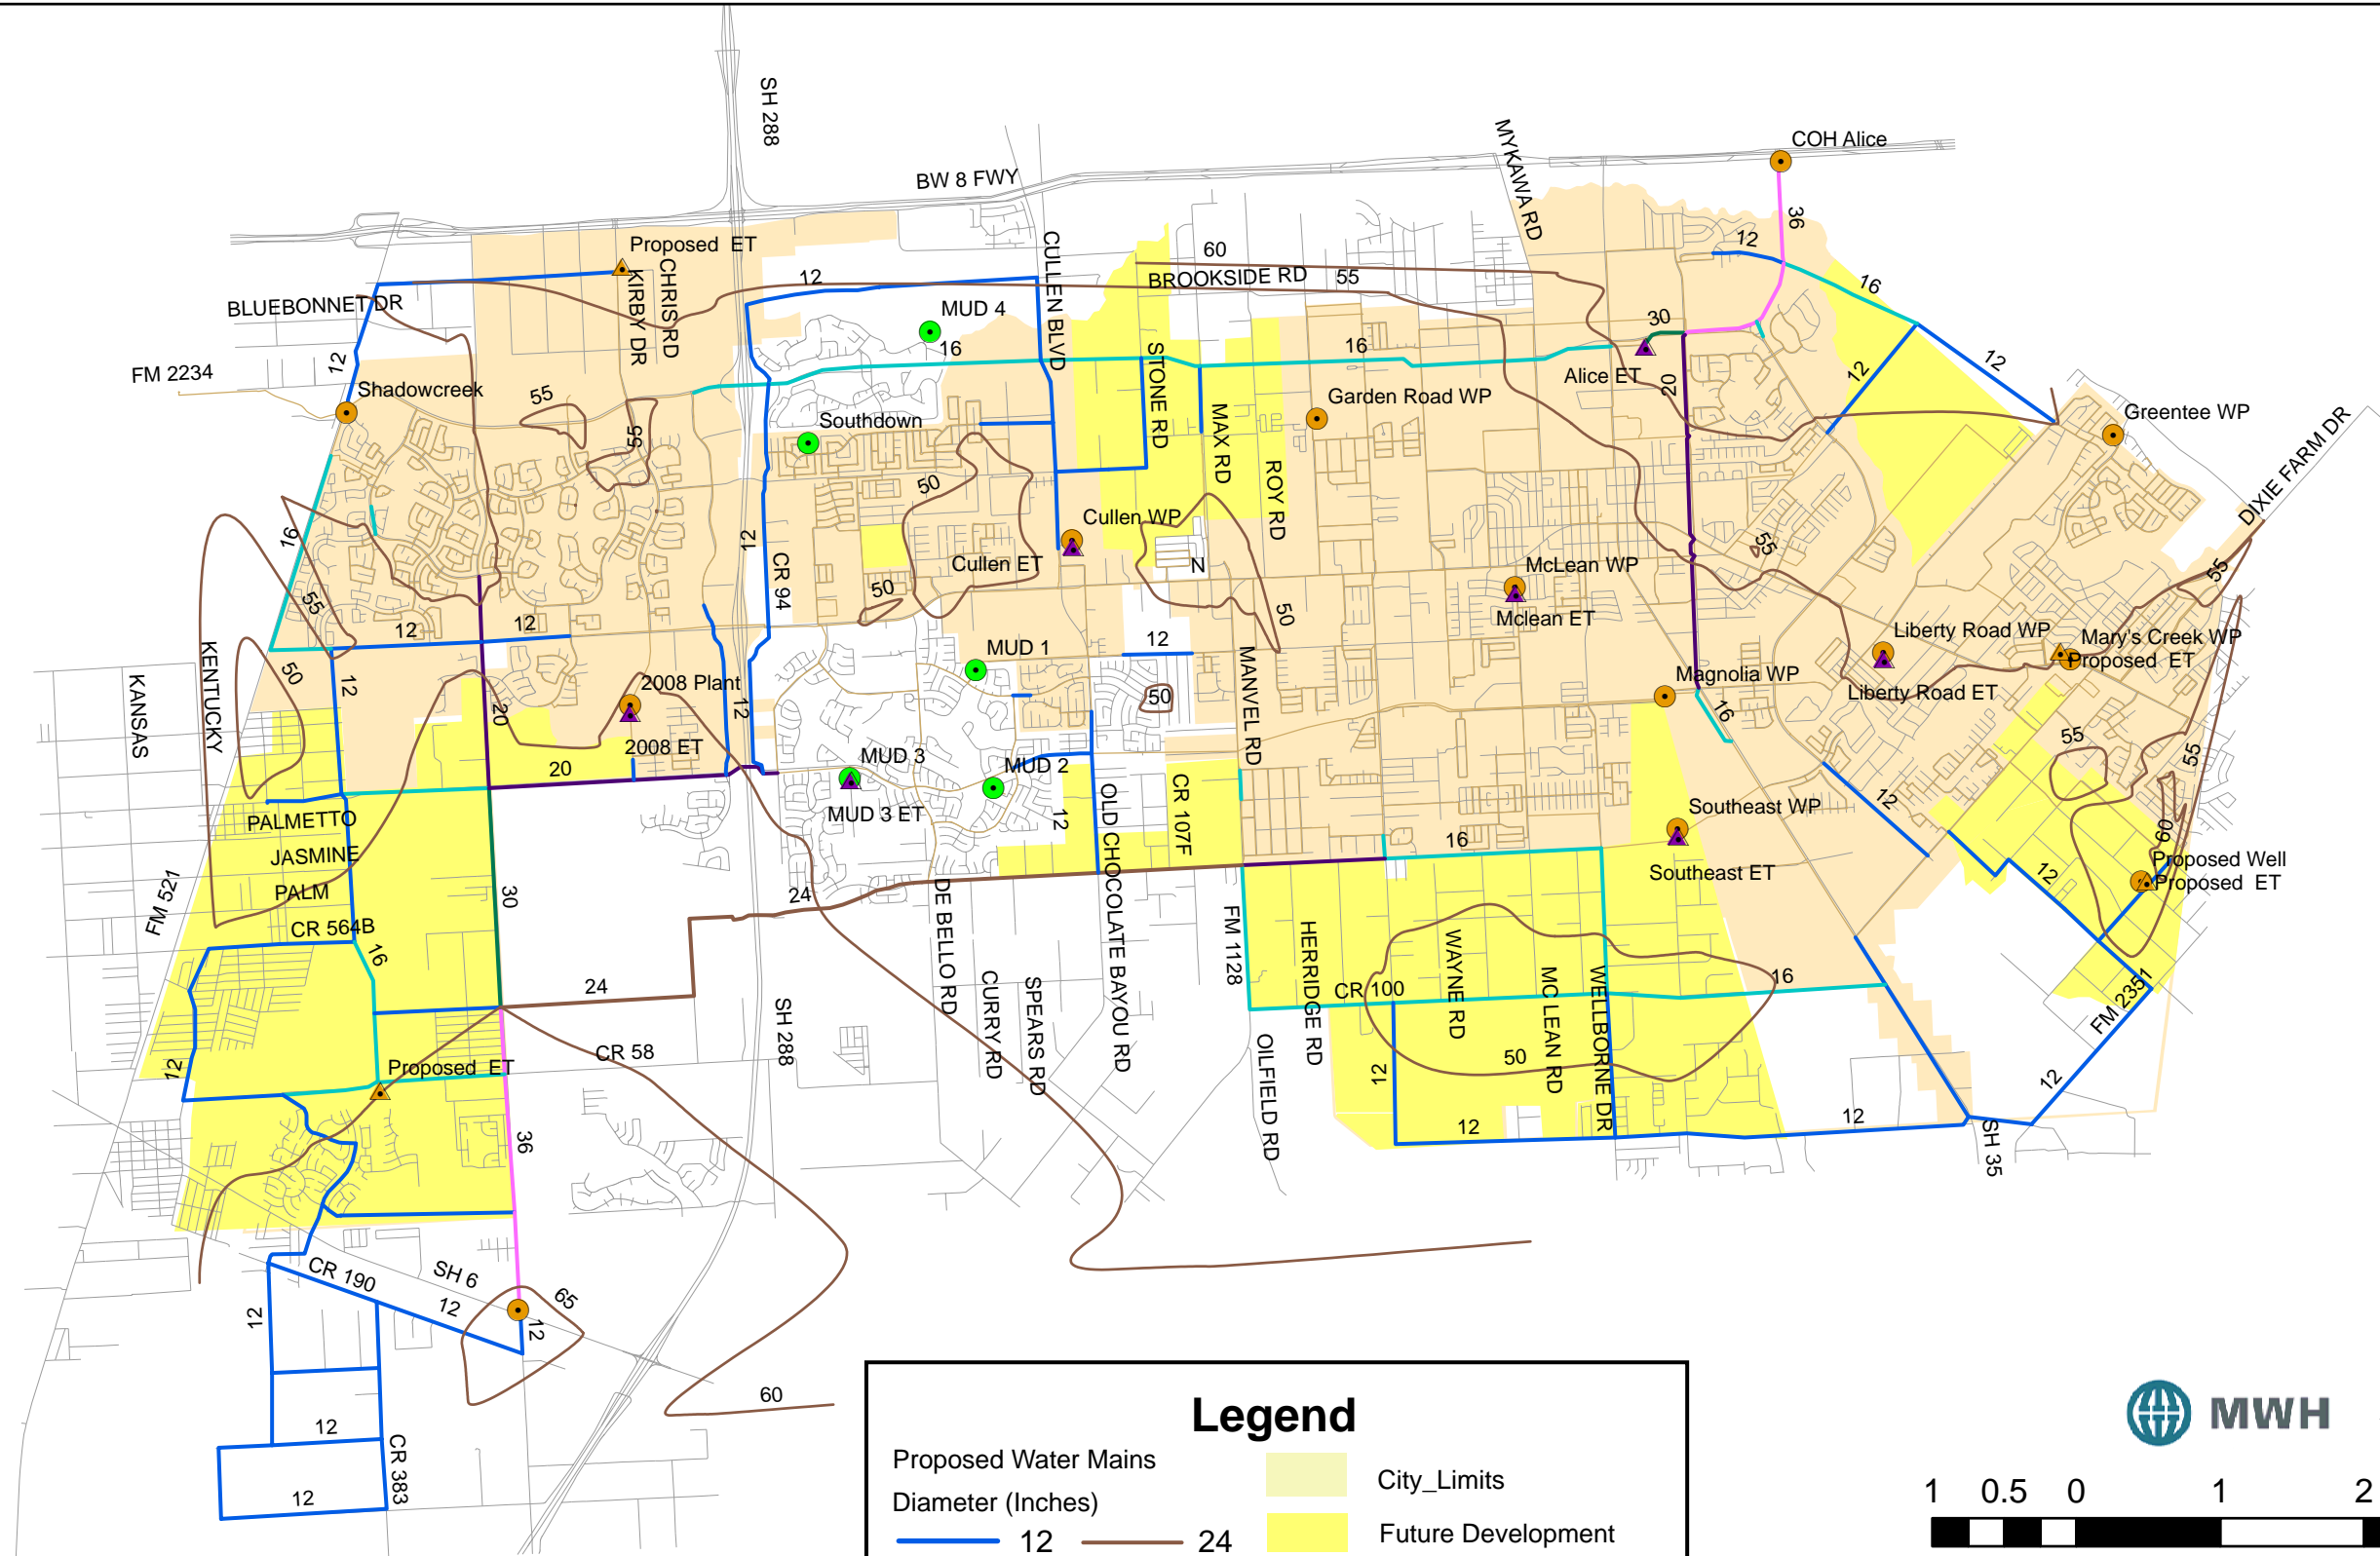 SH 288
BW 8 FWY
MYKAWA RD
COH Alice
36
12
16
Proposed  ET
KIRBY DR
CHRIS RD
12
CULLEN BLVD
60
BROOKSIDE RD
55
BLUEBONNET DR
MUD 4
30
12
12
FM 2234
12
16
16
STONE RD
Alice ET
20
Shadowcreek
55
55
Southdown
MAX RD
Garden Road WP
Greentee WP
DIXIE FARM DR
50
ROY RD
Cullen WP
16
12
CR 94
Cullen ET
N
McLean WP
Mclean ET
55
55
55
50
50
12
12
KENTUCKY
KANSAS
50
12
20
2008 Plant
12
MUD 1
12
50
MANVEL RD
Magnolia WP
Liberty Road WP
Liberty Road ET
Mary's Creek WP
Proposed  ET
16
55
55
2008 ET
20
MUD 3
MUD 3 ET
MUD 2
12
OLD CHOCOLATE BAYOU RD
CR 107F
16
Southeast WP
Southeast ET
12
60
Proposed Well
Proposed  ET
12
PALMETTO
JASMINE
PALM
CR 564B
FM 521
30
24
16
DE BELLO RD
CURRY RD
SPEARS RD
FM 1128
HERRIDGE RD
WAYNE RD
MC LEAN RD
WELLBORNE DR
CR 100
16
FM 2351
24
SH 288
CR 58
OILFIELD RD
12
Proposed  ET
12
50
12
12
12
SH 35
36
CR 190
SH 6
12
12
65
12
60
12
CR 383
12
Legend
Proposed Water Mains
Diameter (Inches)
12
24
City_Limits
Future Development
MWH
1 0.5 0 1 2